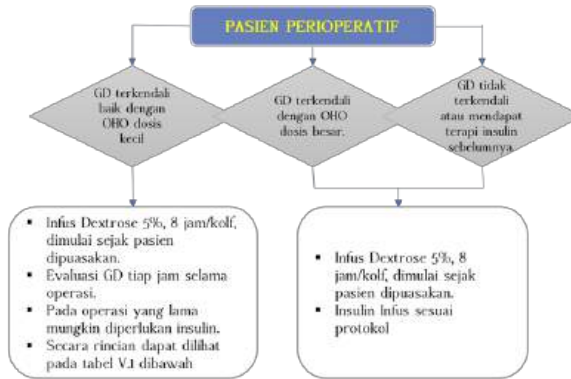 PASIEN PERIOPERATIF
GD terkendali
baik dengan
OHO dosis
kecil
GD terkendali
dengan OHO
dosis besar.
GD tidak
terkendali
atau mendapat
terapi insulin
sebelumnya.
▪ Infus Dextrose 5%, 8 jam/kolf,
dimulai sejak pasien
dipuasakan.
▪ Evaluasi GD tiap jam selama
operasi.
▪ Pada operasi yang lama
mungkin diperlukan insulin.
▪ Secara rincian dapat dilihat
pada tabel V.1 dibawah
▪ Infus Dextrose 5%, 8
jam/kolf, dimulai sejak
pasien dipuasakan.
▪ Insulin Infus sesuai
protokol